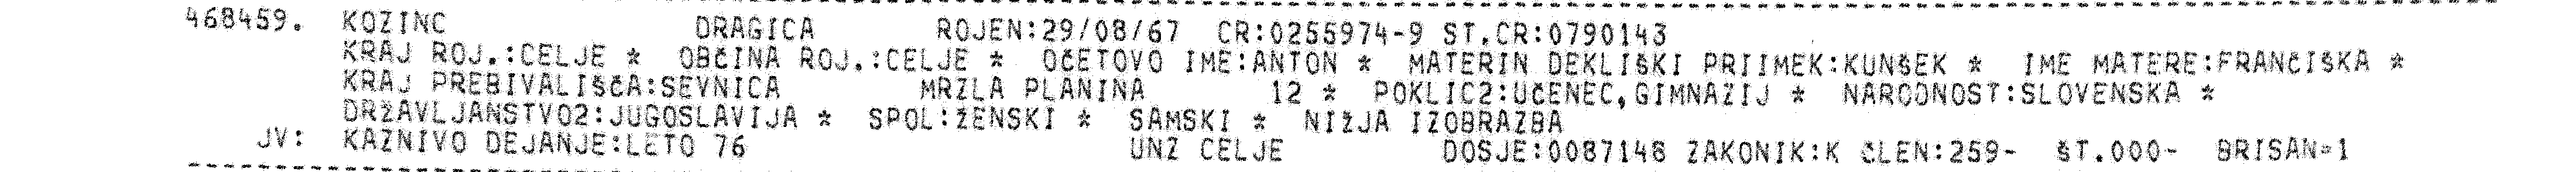 468459. KOZINC DRAGICA ROJEN:29/08/67 CR:0255974-9 ST.CR:0790143
KRAJ ROJ.:CELJE * OBČINA ROJ.:CELJE * OČETOVO IME:ANTON * MATERIN DEKLIŠKI PRIIMEK:KUNŠEK * IME MATERE:FRANČIŠKA *
KRAJ PREBIVALIŠČA:SEVNICA MRZLA PLANINA 12 * POKLIC2:UČENEC,GIMNAZIJ * NARODNOST:SLOVENSKA *
DRŽAVLJANSTVO2:JUGOSLAVIJA * SPOL:ŽENSKI * SAMSKI * NIŽJA IZOBRAZBA
JV: KAZNIVO DEJANJE:LETO 76 UNZ CELJE DOSJE:0087148 ZAKONIK:K ČLEN:259- ŠT.000- BRISAN=1